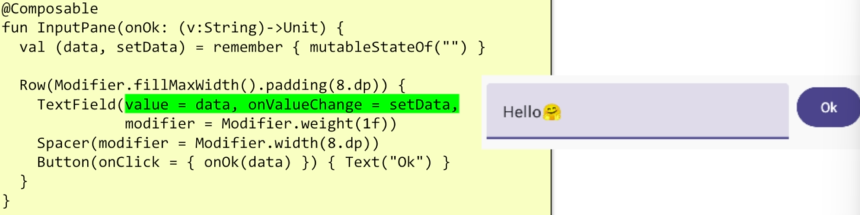 @Composable
fun InputPane(onOk: (v:String)->Unit) {
  val (data, setData) = remember { mutableStateOf("") }

  Row(Modifier.fillMaxWidth().padding(8.dp)) {
    TextField(value = data, onValueChange = setData,
              modifier = Modifier.weight(1f))
    Spacer(modifier = Modifier.width(8.dp))
    Button(onClick = { onOk(data) }) { Text("Ok") }
  }
}
Hello🤗
Ok